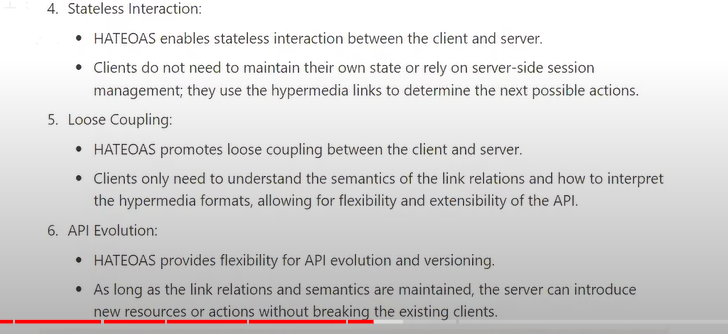 4. Stateless Interaction:
• HATEOAS enables stateless interaction between the client and server.
• Clients do not need to maintain their own state or rely on server-side session
management; they use the hypermedia links to determine the next possible actions.
5. Loose Coupling:
• HATEOAS promotes loose coupling between the client and server.
• Clients only need to understand the semantics of the link relations and how to interpret
the hypermedia formats, allowing for flexibility and extensibility of the API.
6. API Evolution:
• HATEOAS provides flexibility for API evolution and versioning.
• As long as the link relations and semantics are maintained, the server can introduce
new resources or actions without breaking the existing clients.